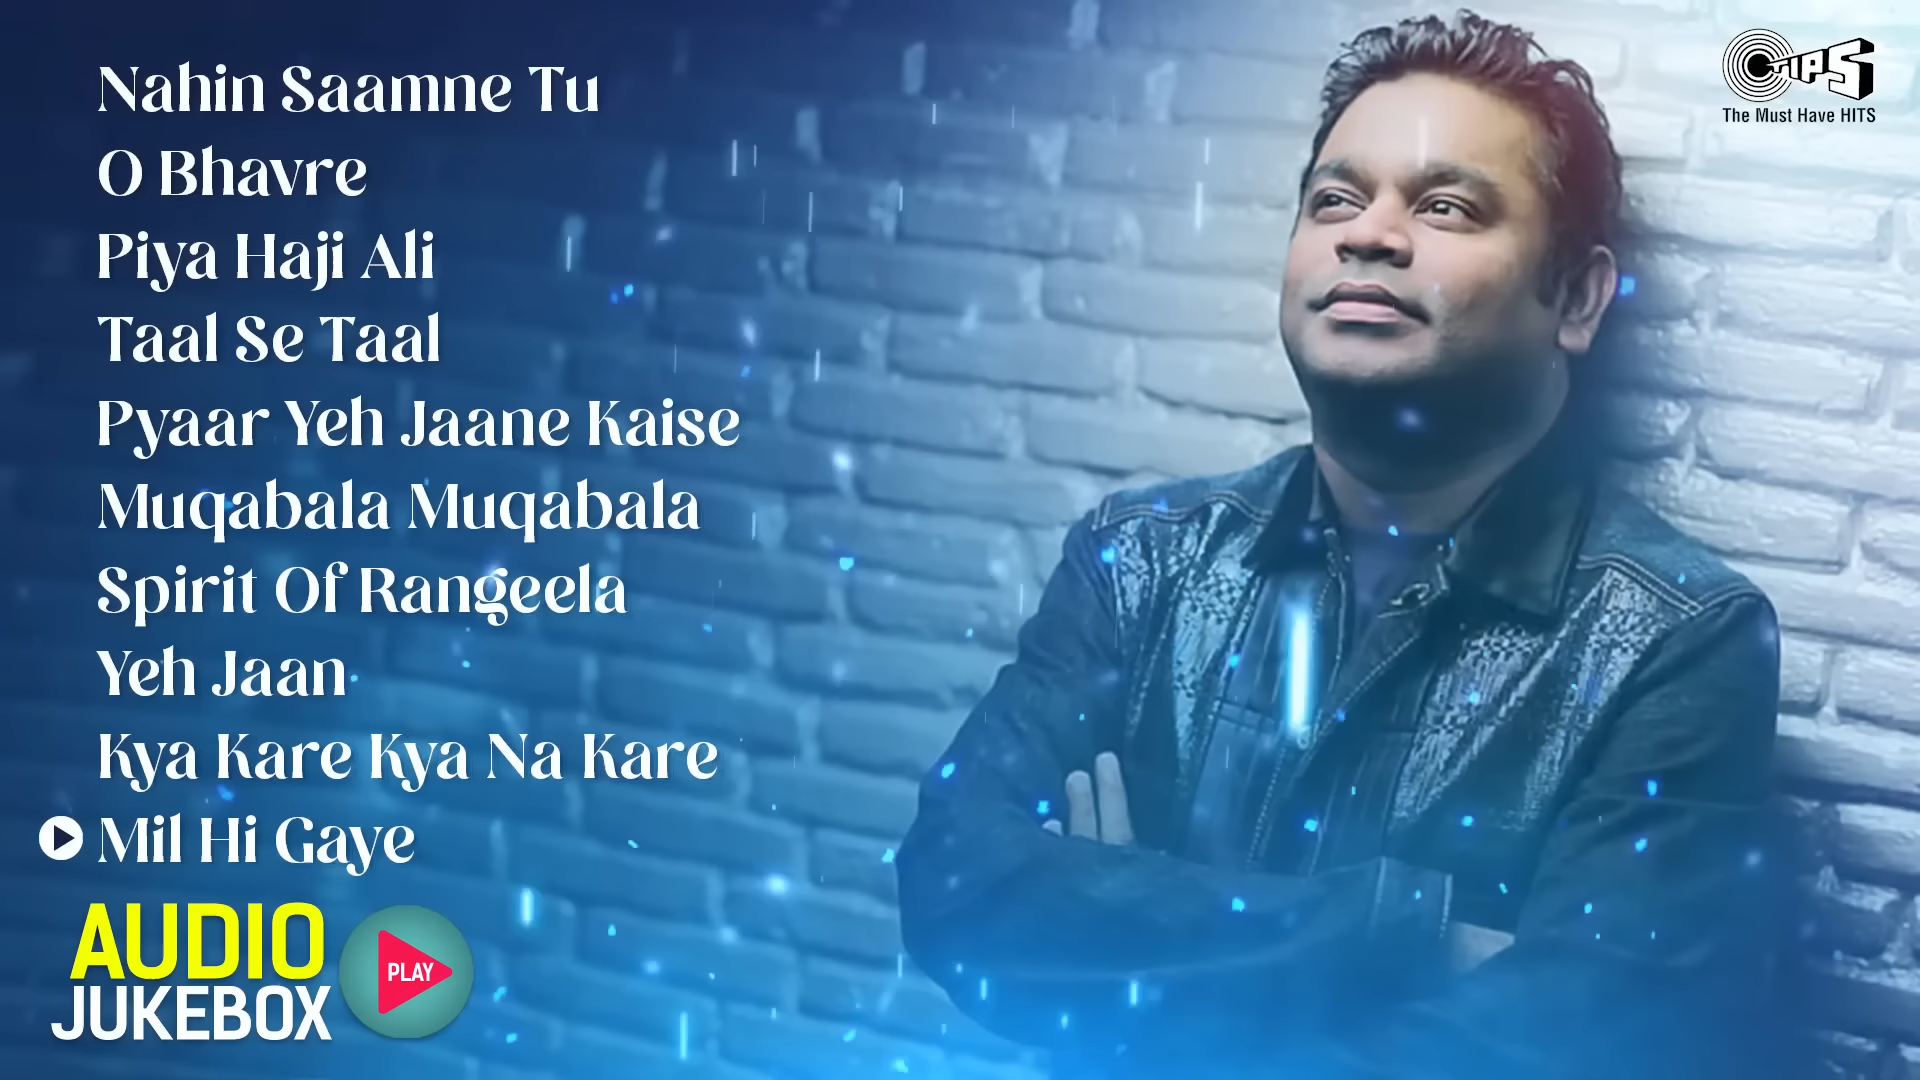 Nahin Saamne Tu
O Bhavre
Piya Haji Ali
Taal Se Taal
Pyaar Yeh Jaane Kaise
Muqabala Muqabala
Spirit Of Rangeela
Yeh Jaan
Kya Kare Kya Na Kare
Mil Hi Gaye
AUDIO
JUKEBOX
PLAY
TIPS
The Must Have HITS